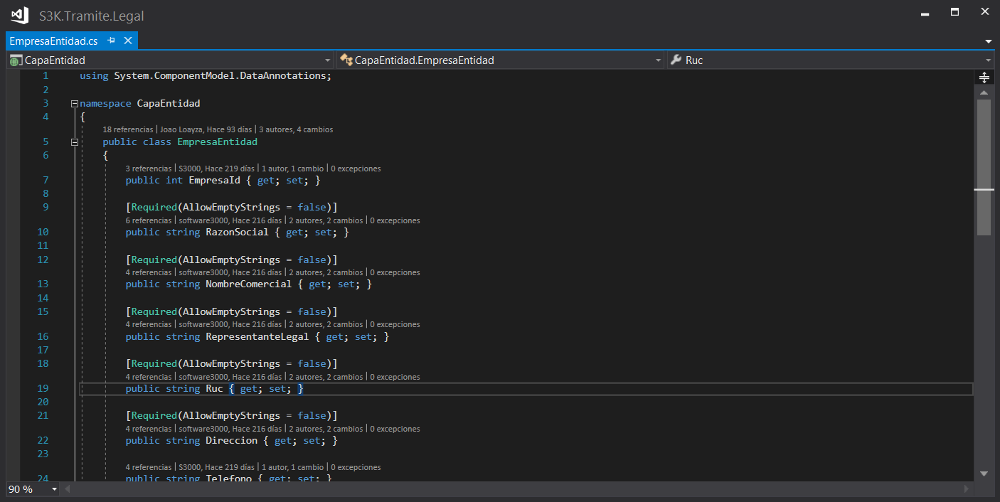 S3K.Tramite.Legal
EmpresaEntidad.cs
CapaEntidad CapaEntidad.EmpresaEntidad Ruc
1 using System.ComponentModel.DataAnnotations;
2
3 namespace CapaEntidad
4 {
18 referencias | Joao Loayza, Hace 93 días | 3 autores, 4 cambios
5 public class EmpresaEntidad
6 {
3 referencias | S3000, Hace 219 días | 1 autor, 1 cambio | 0 excepciones
7 public int EmpresaId { get; set; }
8
9 [Required(AllowEmptyStrings = false)]
6 referencias | software3000, Hace 216 días | 2 autores, 2 cambios | 0 excepciones
10 public string RazonSocial { get; set; }
11
12 [Required(AllowEmptyStrings = false)]
4 referencias | software3000, Hace 216 días | 2 autores, 2 cambios | 0 excepciones
13 public string NombreComercial { get; set; }
14
15 [Required(AllowEmptyStrings = false)]
4 referencias | software3000, Hace 216 días | 2 autores, 2 cambios | 0 excepciones
16 public string RepresentanteLegal { get; set; }
17
18 [Required(AllowEmptyStrings = false)]
4 referencias | software3000, Hace 216 días | 2 autores, 2 cambios | 0 excepciones
19 public string Ruc { get; set; }
20
21 [Required(AllowEmptyStrings = false)]
4 referencias | software3000, Hace 216 días | 2 autores, 2 cambios | 0 excepciones
22 public string Direccion { get; set; }
23
4 referencias | S3000, Hace 219 días | 1 autor, 1 cambio | 0 excepciones
24 public string Telefono { get; set; }
90 %